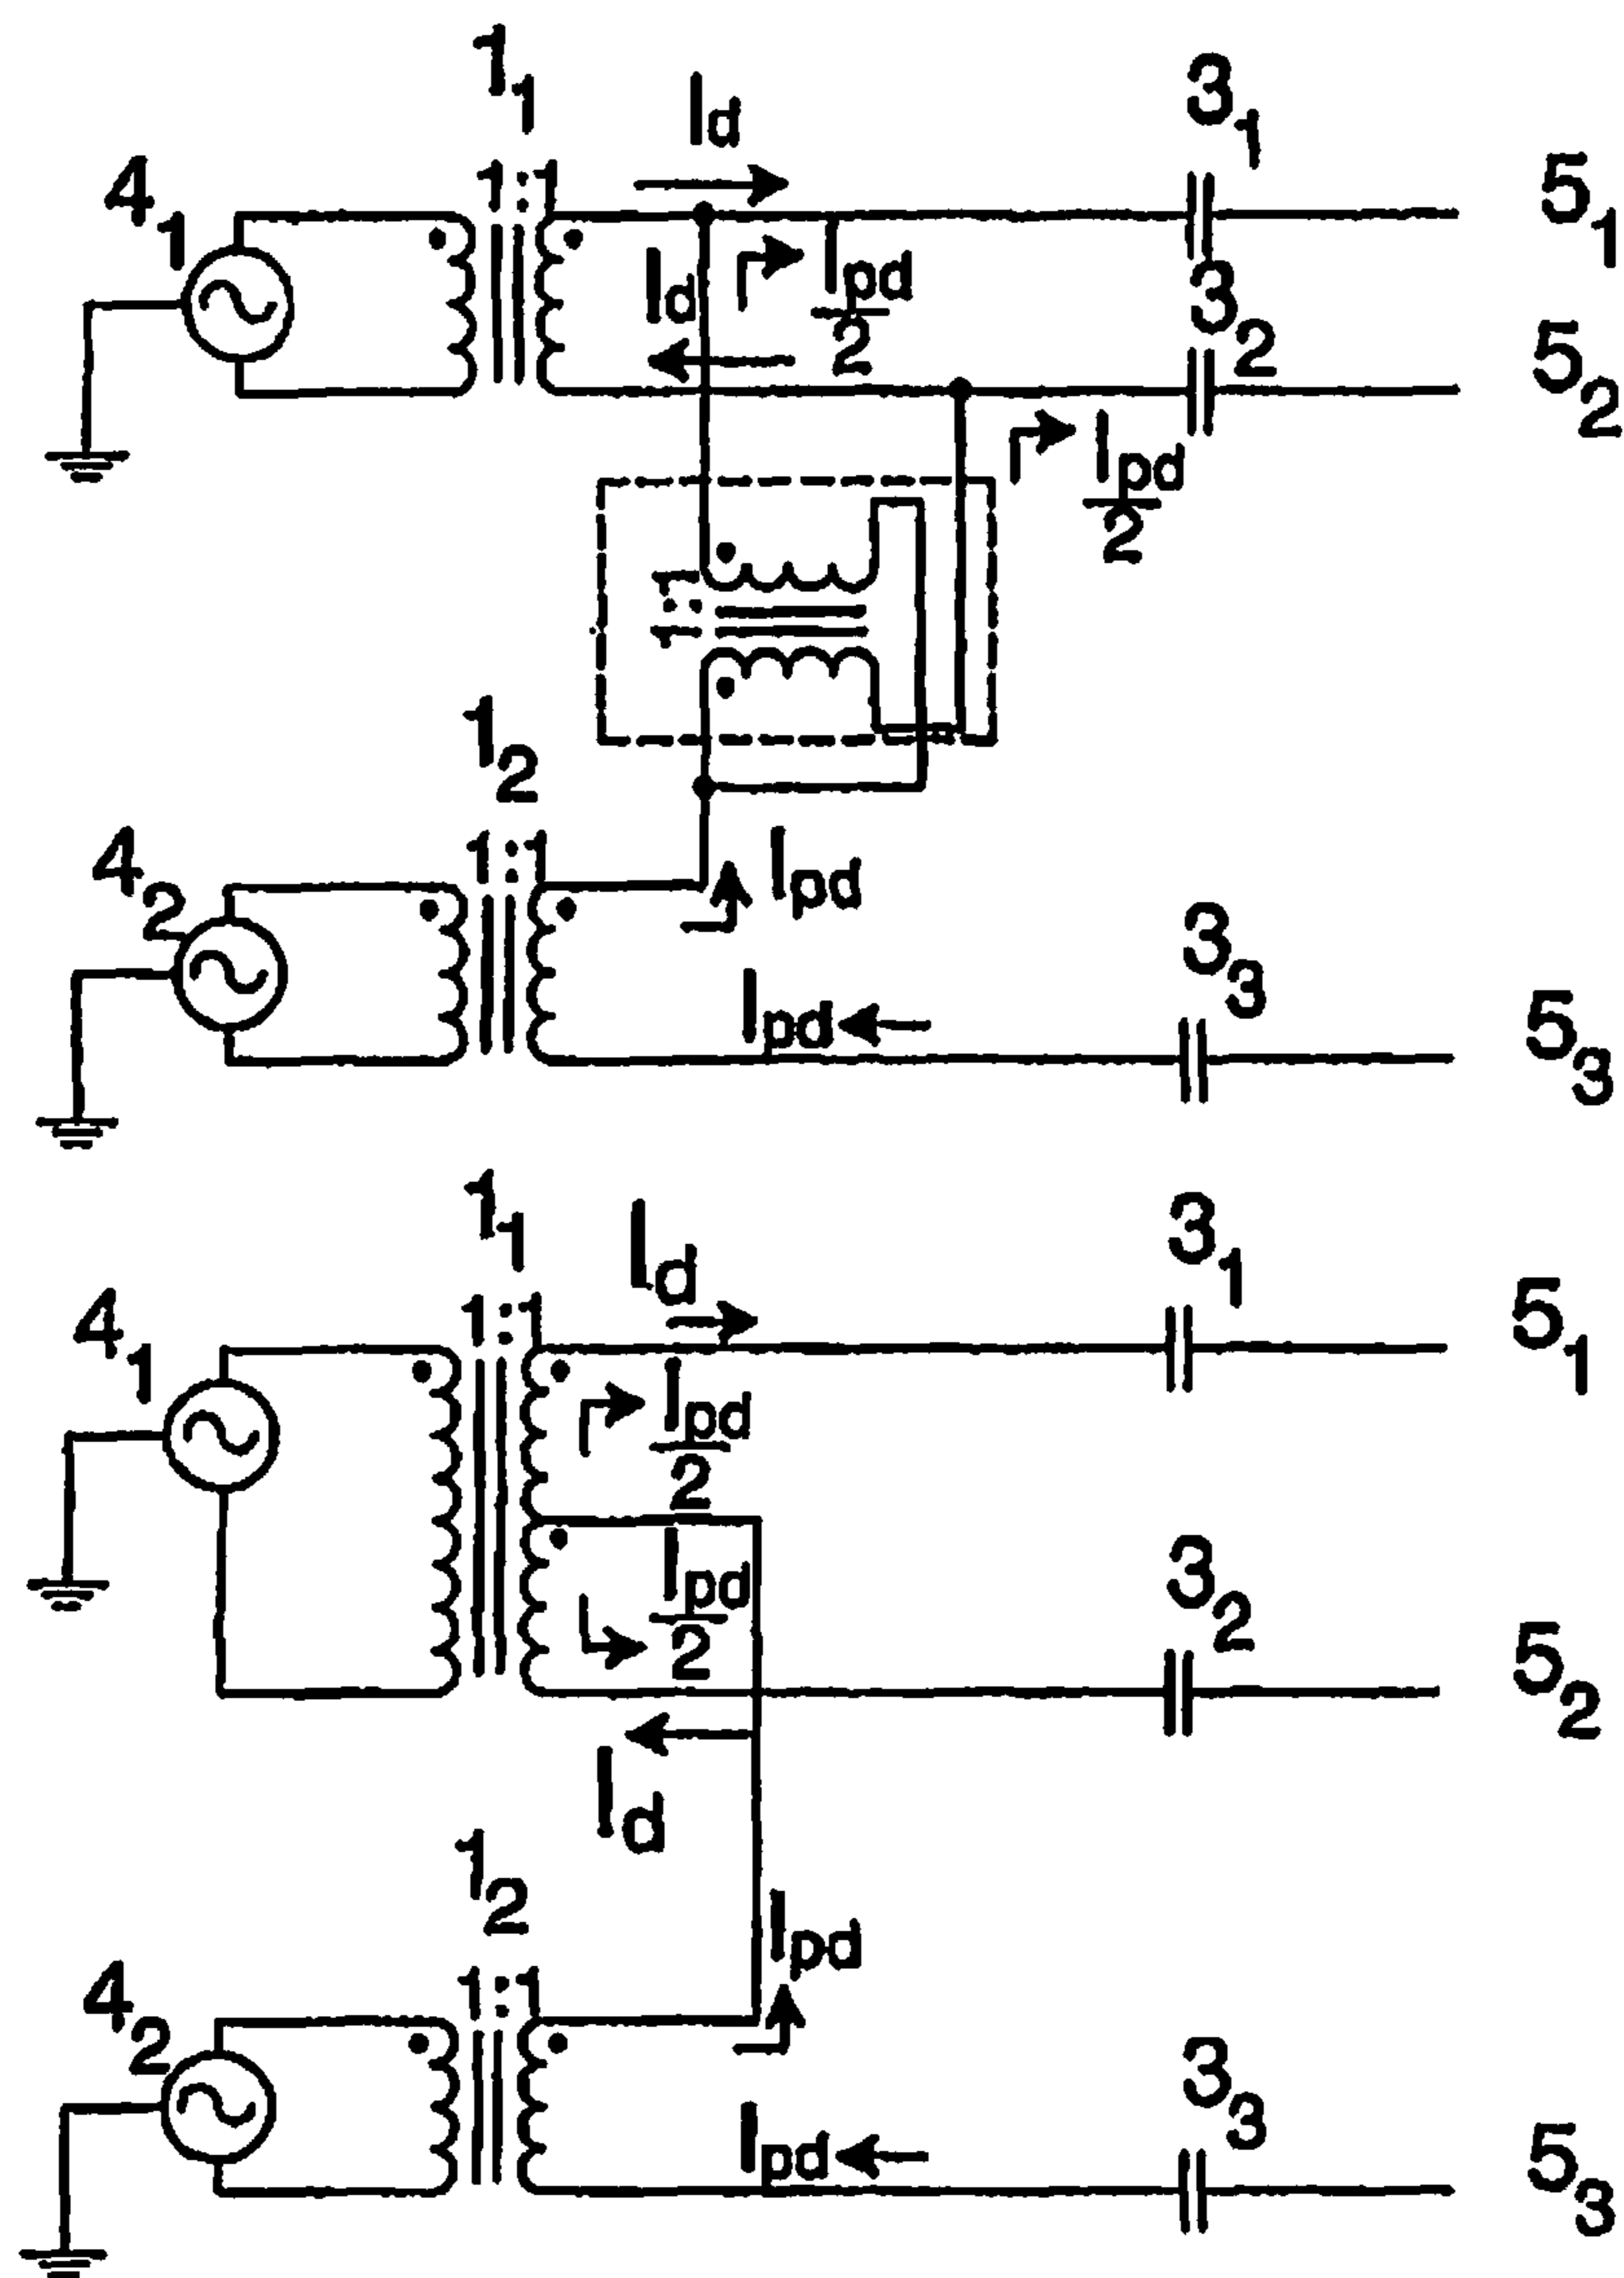 1₁
I_d
3₁
4₁
1:1
5₁
I_d
I_pd/2
3₂
5₂
I_pd/2
1:1
1₂
4₂
1:1
I_pd
3₃
I_pd
5₃
1₁
I_d
3₁
4₁
1:1
5₁
I_pd/2
I_pd/2
3₂
5₂
I_d
1₂
I_pd
4₂
1:1
3₃
I_pd
5₃